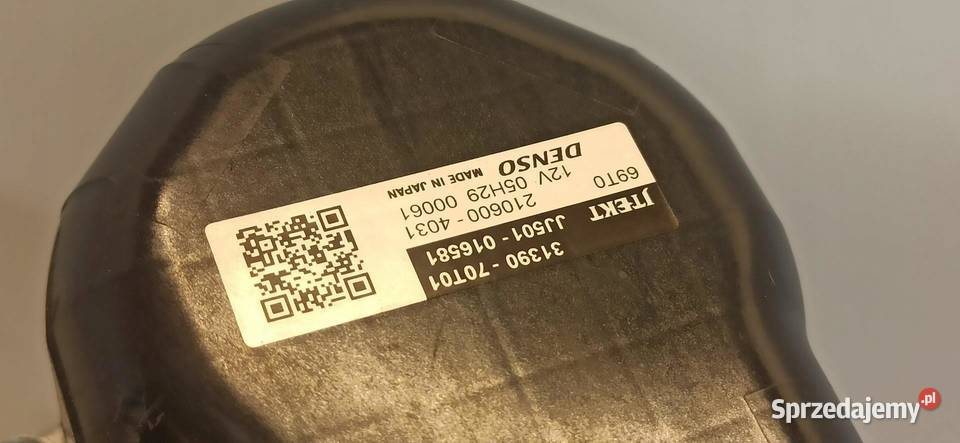 JTEKT 31390-70T01
JJ501-016581
69T0 210600-4031
12V 05H29 00061
DENSO MADE IN JAPAN
Sprzedajemy.pl